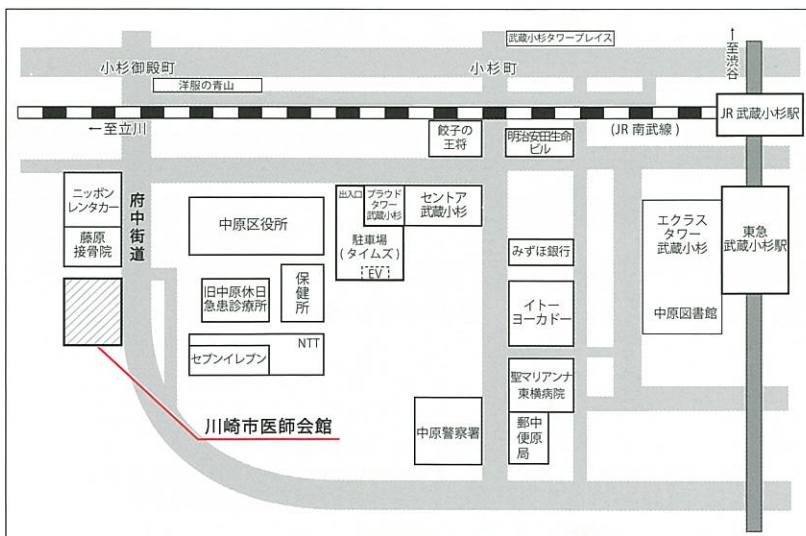 武蔵小杉タワープレイス
↑至渋谷
小杉御殿町
小杉町
洋服の青山
←至立川
(JR 南武線)
JR 武蔵小杉駅
餃子の
王将
明治安田生命
ビル
ニッポン
レンタカー
藤原
接骨院
府中街道
中原区役所
出入口
プラウド
タワー
武蔵小杉
セントア
武蔵小杉
駐車場
(タイムズ)
EV
みずほ銀行
エクラス
タワー
武蔵小杉
中原図書館
東急
武蔵小杉駅
旧中原休日
急患診療所
保健所
イトー
ヨーカドー
NTT
セブンイレブン
聖マリアンナ
東横病院
川崎市医師会館
中原警察署
郵中
便原
局